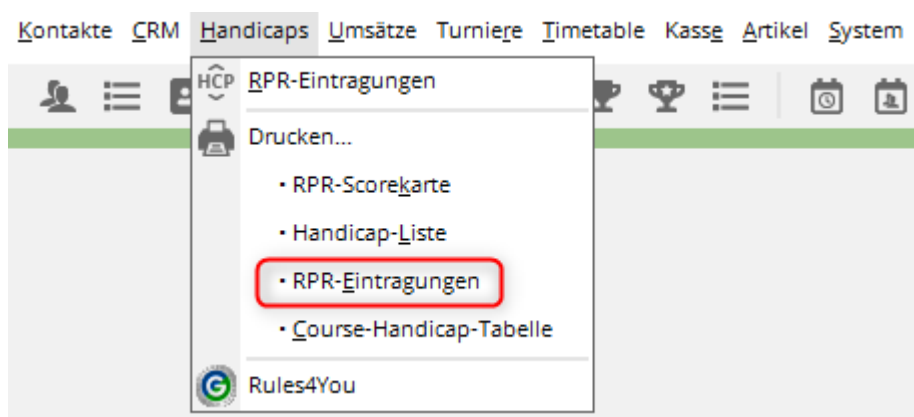 Kontakte CRM Handicaps Umsätze Turniere Timetable Kasse Artikel System
HCP RPR-Eintragungen
Drucken...
• RPR-Scorekarte
• Handicap-Liste
• RPR-Eintragungen
• Course-Handicap-Tabelle
G Rules4You